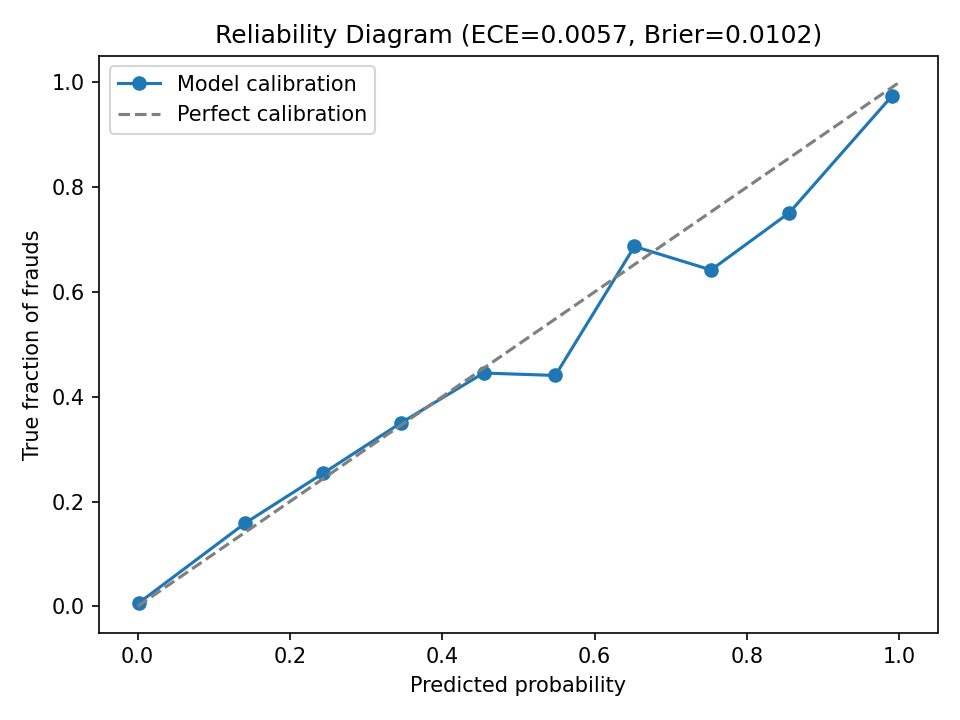 Reliability Diagram (ECE=0.0057, Brier=0.0102)
Model calibration
Perfect calibration
1.0
0.8
0.6
0.4
0.2
0.0
True fraction of frauds
0.0 0.2 0.4 0.6 0.8 1.0
Predicted probability